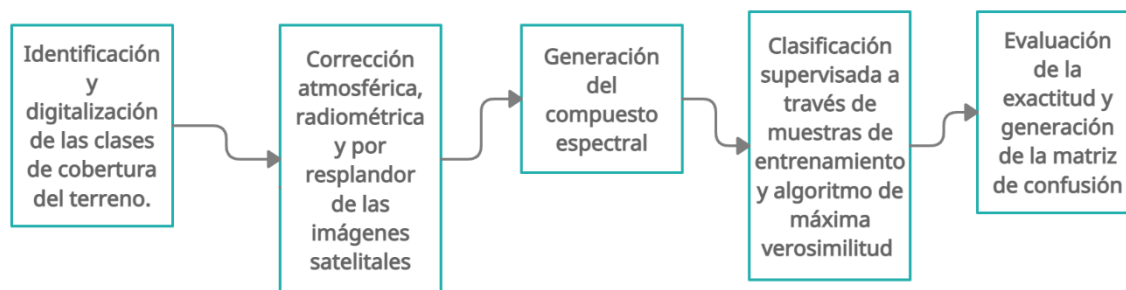 Identificación
y
digitalización
de las clases
de cobertura
del terreno.
Corrección
atmosférica,
radiométrica
y por
resplandor
de las
imágenes
satelitales
Generación
del
compuesto
espectral
Clasificación
supervisada a
través de
muestras de
entrenamiento
y algoritmo de
máxima
verosimilitud
Evaluación
de la
exactitud y
generación
de la matriz
de confusión